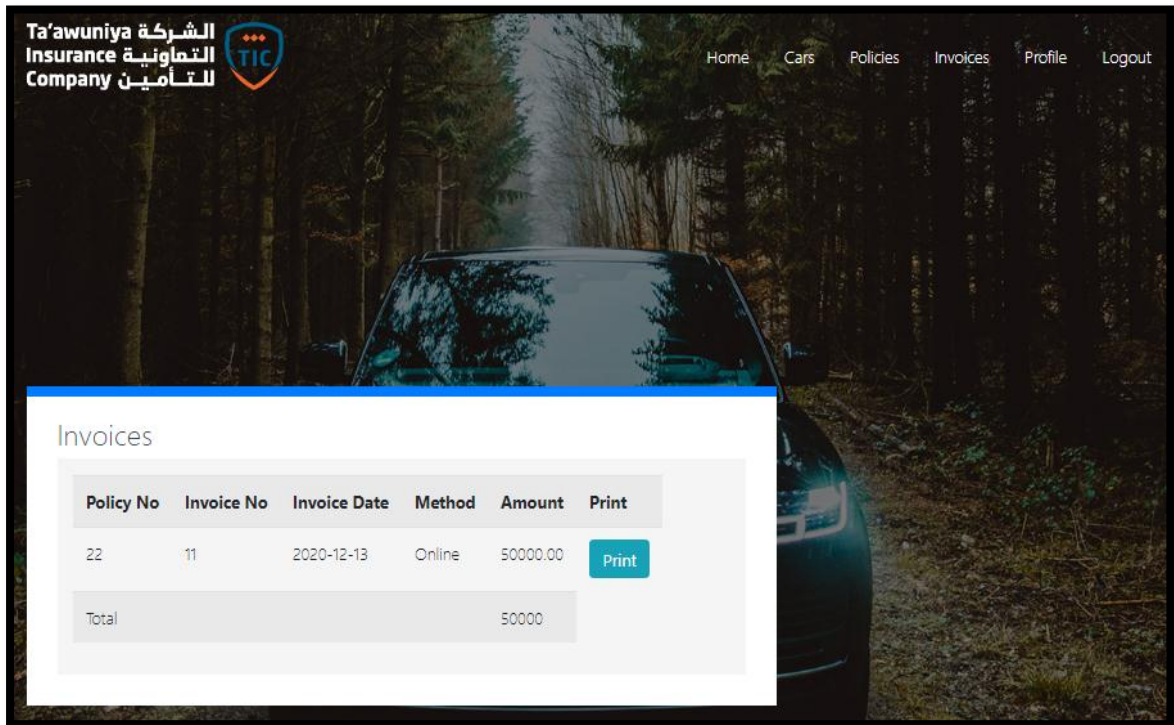 Ta'awuniya الشركة
Insurance التعاونية
Company للتأمين
TIC
Home Cars Policies Invoices Profile Logout
Invoices
Policy No Invoice No Invoice Date Method Amount Print
22 11 2020-12-13 Online 50000.00 Print
Total 50000